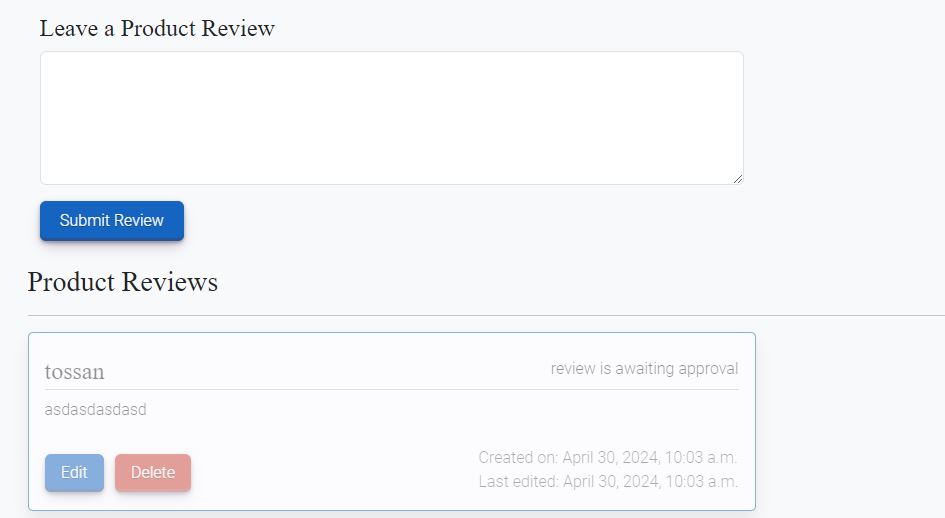 Leave a Product Review
Submit Review
Product Reviews
tossan
review is awaiting approval
asdasdasdasd
Edit
Delete
Created on: April 30, 2024, 10:03 a.m.
Last edited: April 30, 2024, 10:03 a.m.